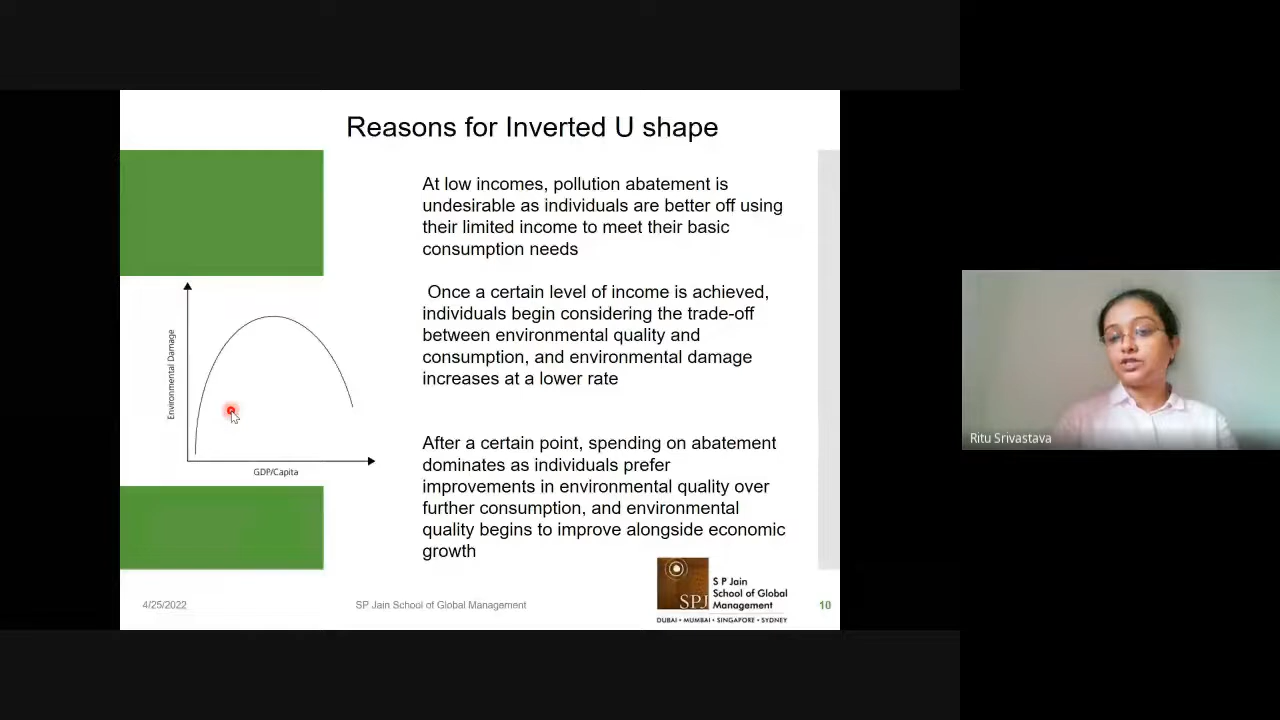 Reasons for Inverted U shape
At low incomes, pollution abatement is
undesirable as individuals are better off using
their limited income to meet their basic
consumption needs
Once a certain level of income is achieved,
individuals begin considering the trade-off
between environmental quality and
consumption, and environmental damage
increases at a lower rate
After a certain point, spending on abatement
dominates as individuals prefer
improvements in environmental quality over
further consumption, and environmental
quality begins to improve alongside economic
growth
Environmental Damage
GDP/Capita
SPJ
S P Jain
School of Global
Management
DUBAI • MUMBAI • SINGAPORE • SYDNEY
4/25/2022
SP Jain School of Global Management
10
Ritu Srivastava